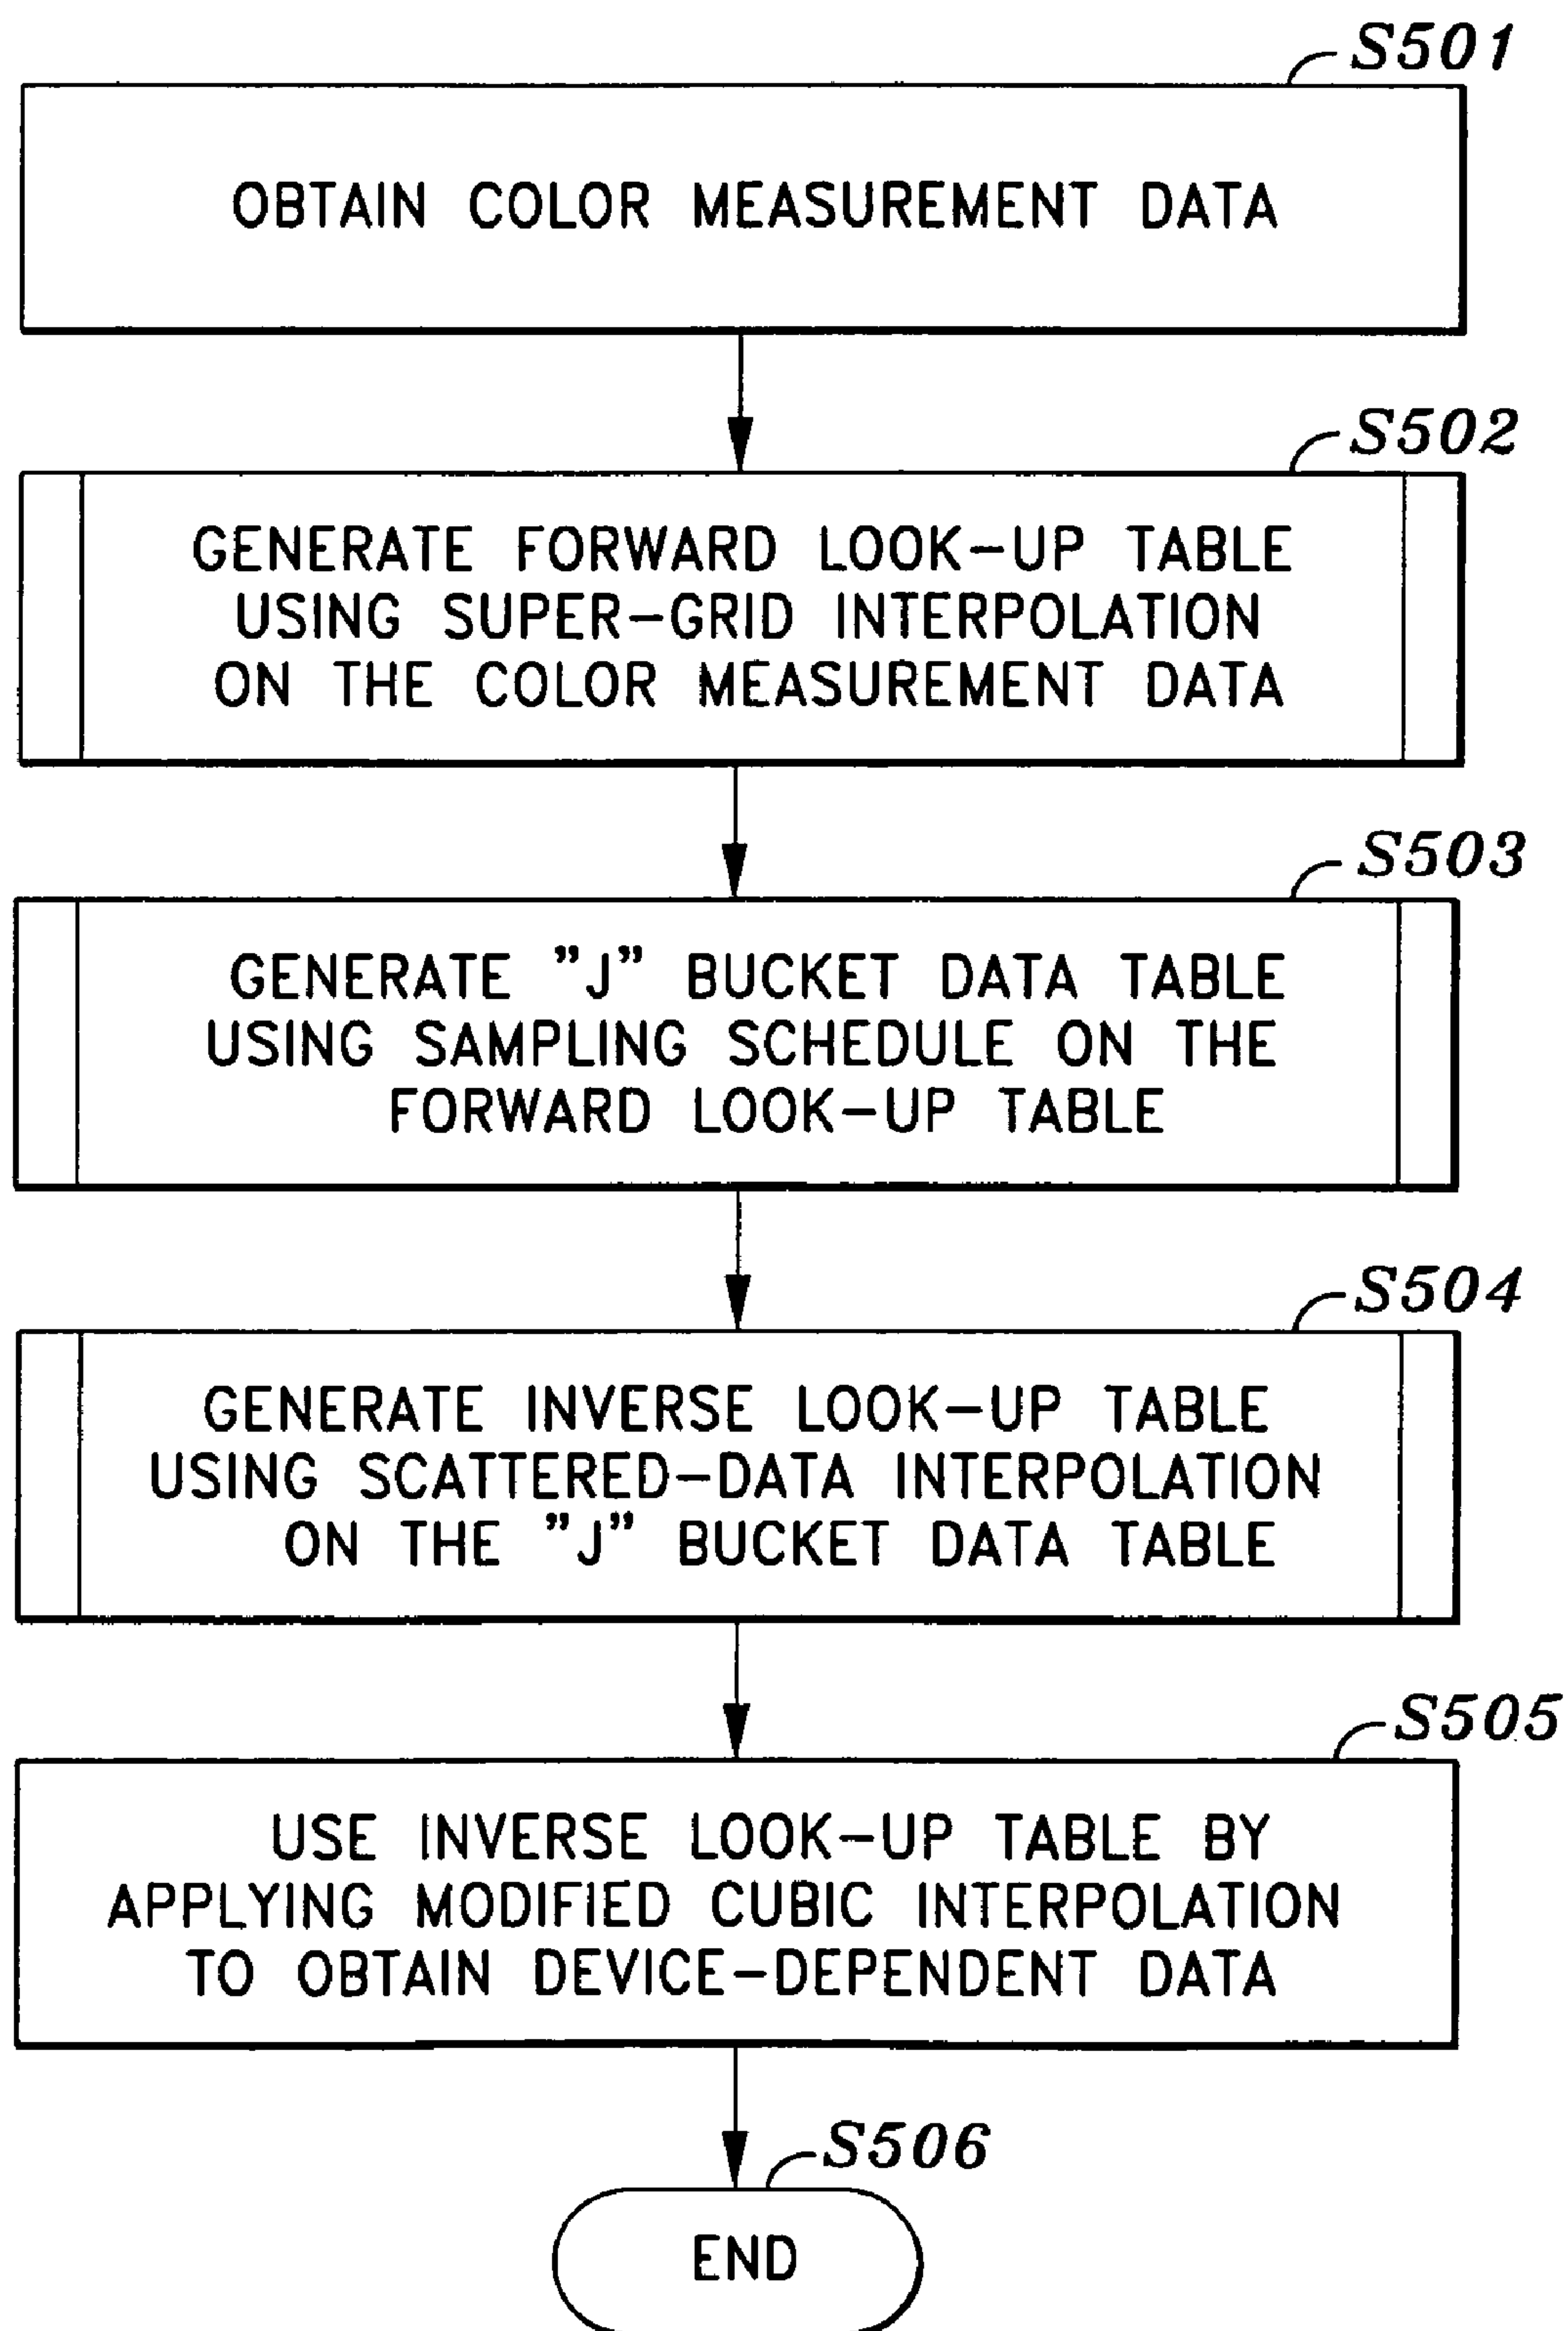 S501
OBTAIN COLOR MEASUREMENT DATA
S502
GENERATE FORWARD LOOK-UP TABLE
USING SUPER-GRID INTERPOLATION
ON THE COLOR MEASUREMENT DATA
S503
GENERATE "J" BUCKET DATA TABLE
USING SAMPLING SCHEDULE ON THE
FORWARD LOOK-UP TABLE
S504
GENERATE INVERSE LOOK-UP TABLE
USING SCATTERED-DATA INTERPOLATION
ON THE "J" BUCKET DATA TABLE
S505
USE INVERSE LOOK-UP TABLE BY
APPLYING MODIFIED CUBIC INTERPOLATION
TO OBTAIN DEVICE-DEPENDENT DATA
S506
END